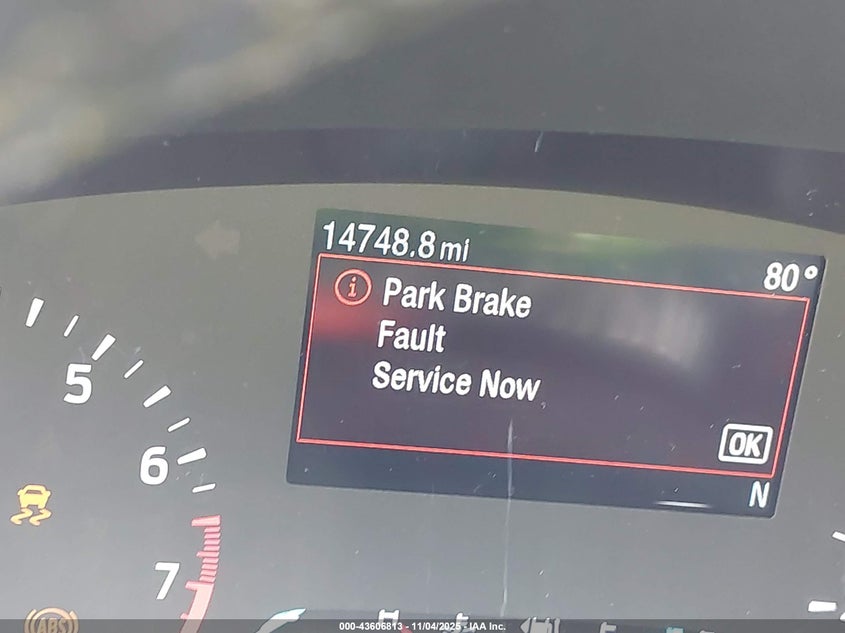 14748.8 mi
80°
Park Brake
Fault
Service Now
OK
N
5
6
7
ABS
000-43606813 - 11/04/2025 - IAA Inc.